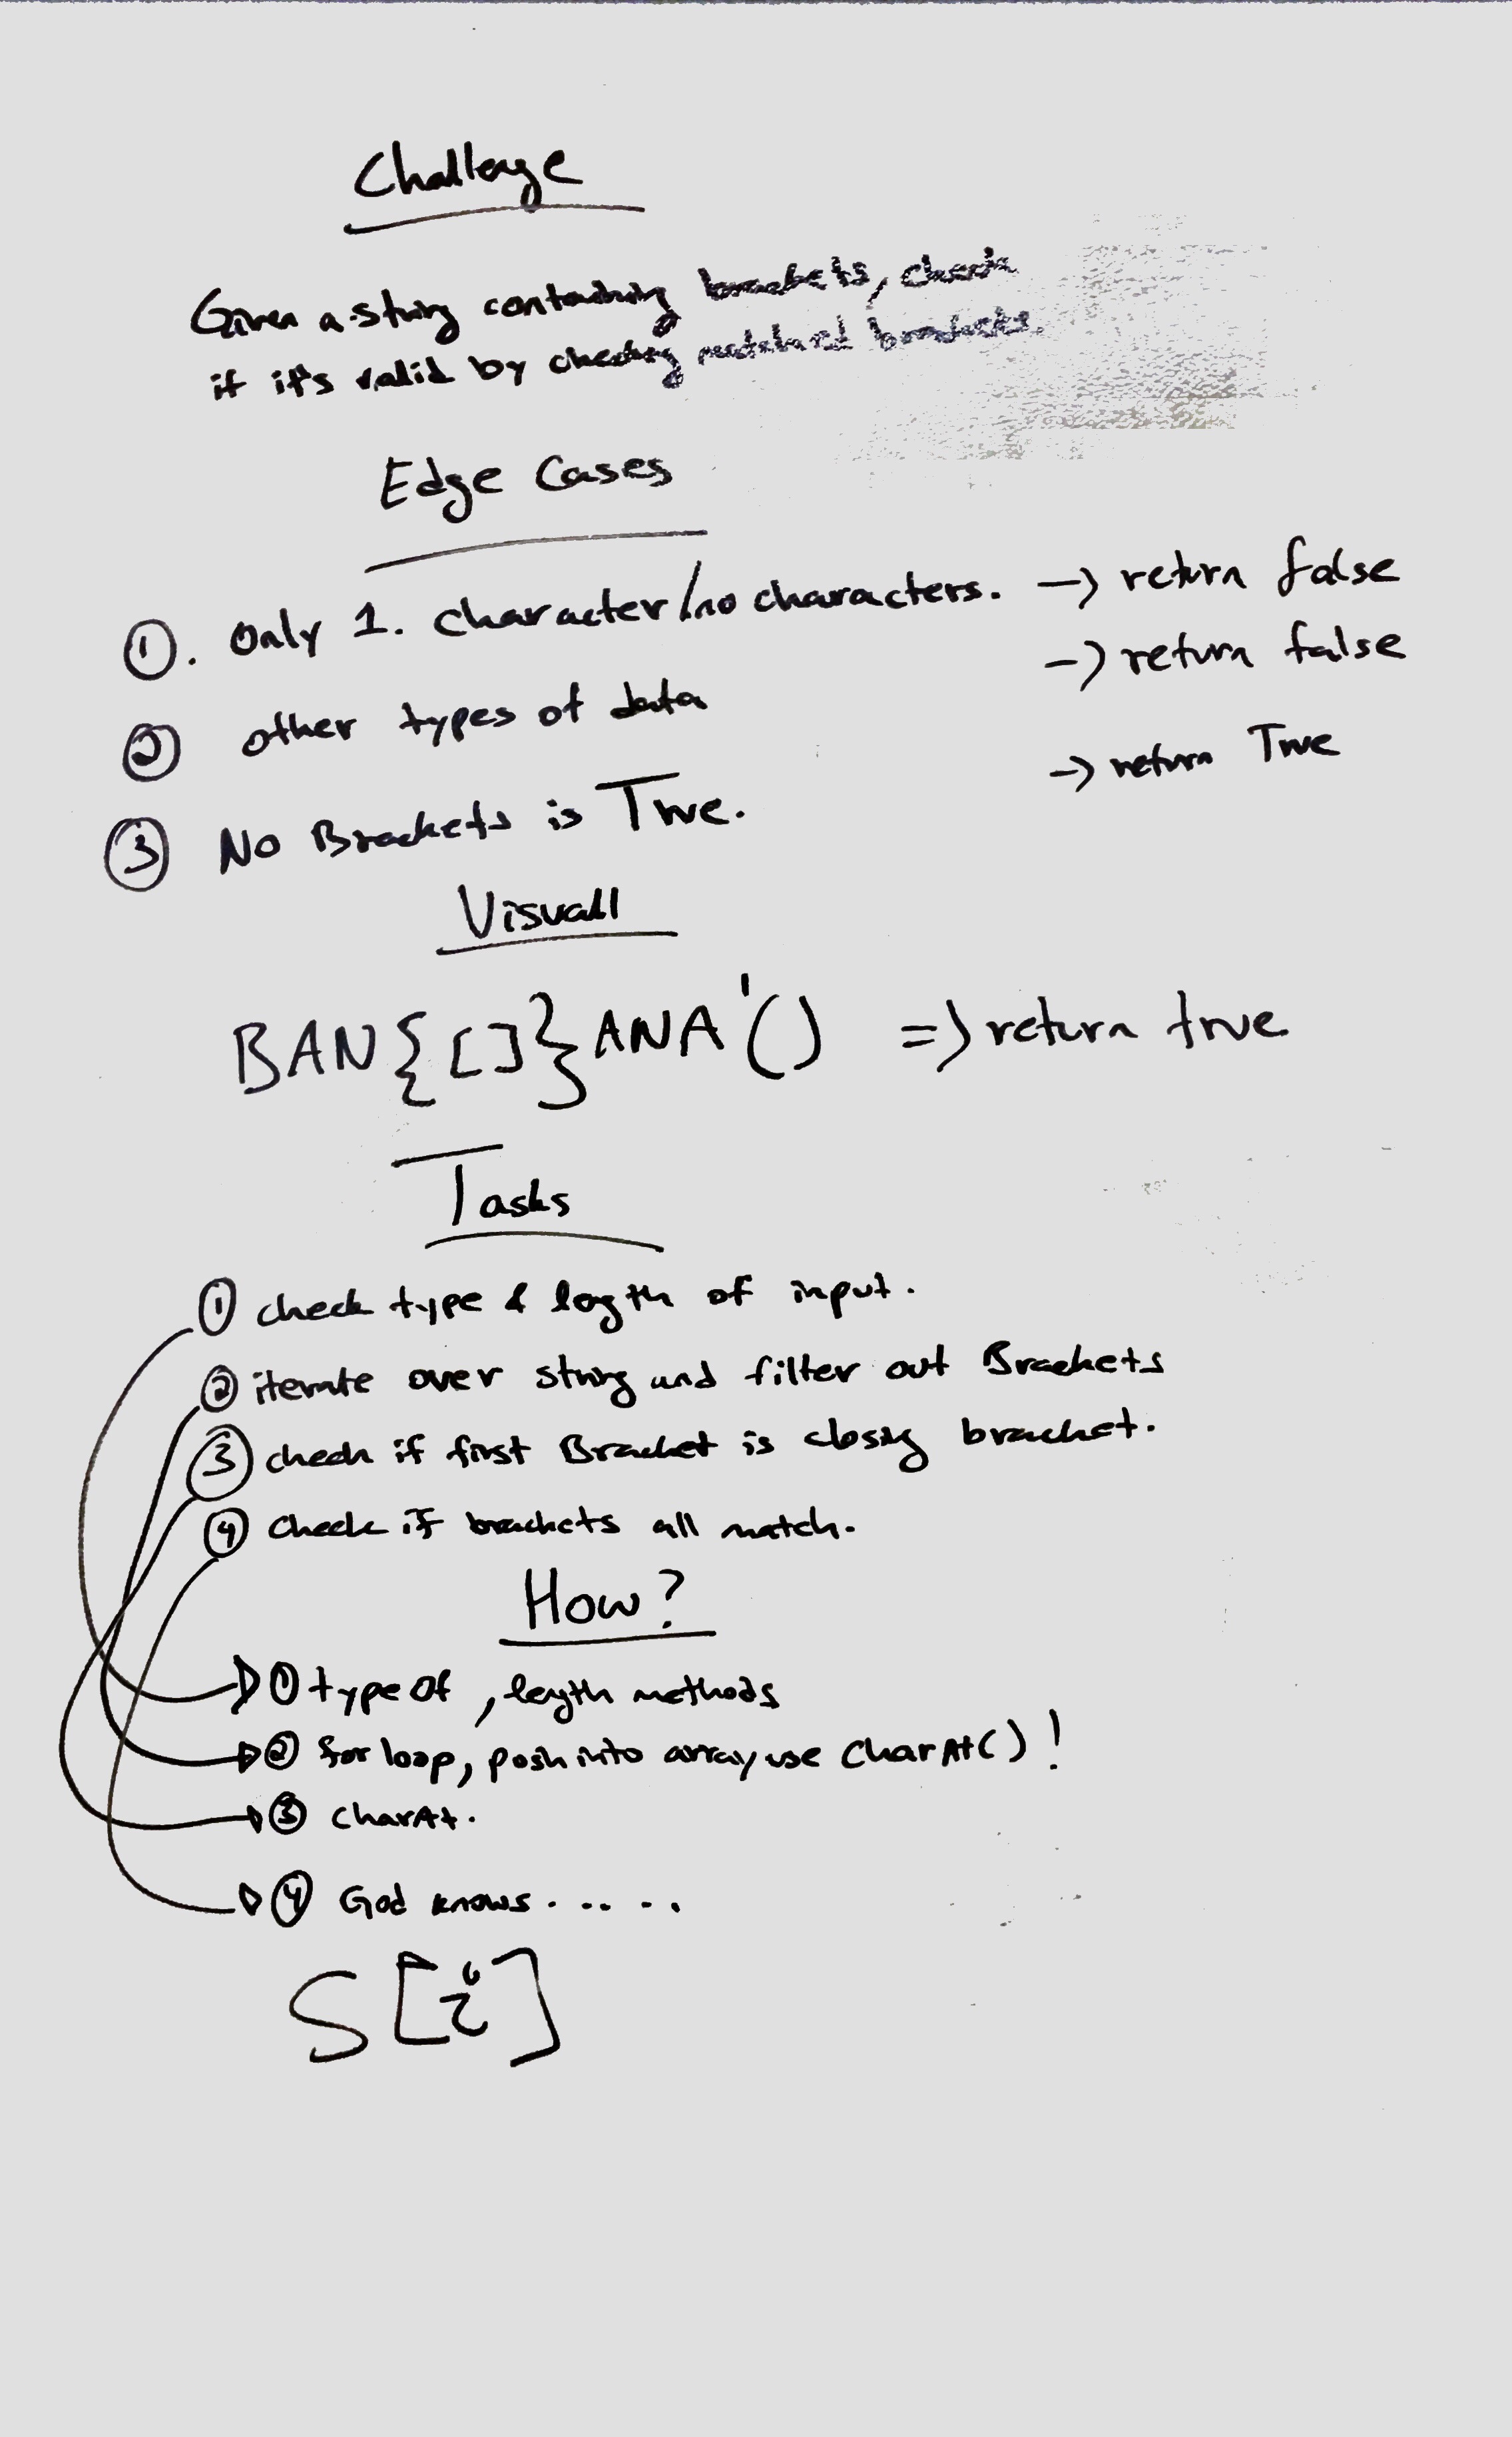 Challenge
Given a string containing brackets, check
if it's valid by checking matched brackets.
Edge Cases
①. Only 1. character/no characters. -> return false
② other types of data -> return false
③ No Brackets is True. -> return True
Visuall
BAN{[]}ANA'() => return true
Tasks
① check type & length of input.
② iterate over string and filter out Brackets
③ check if first Bracket is closing bracket.
④ Check if brackets all match.
How?
① typeOf, length methods
② for loop, push into array use CharAt()!
③ CharAt.
④ God knows . .. . .
S[i]